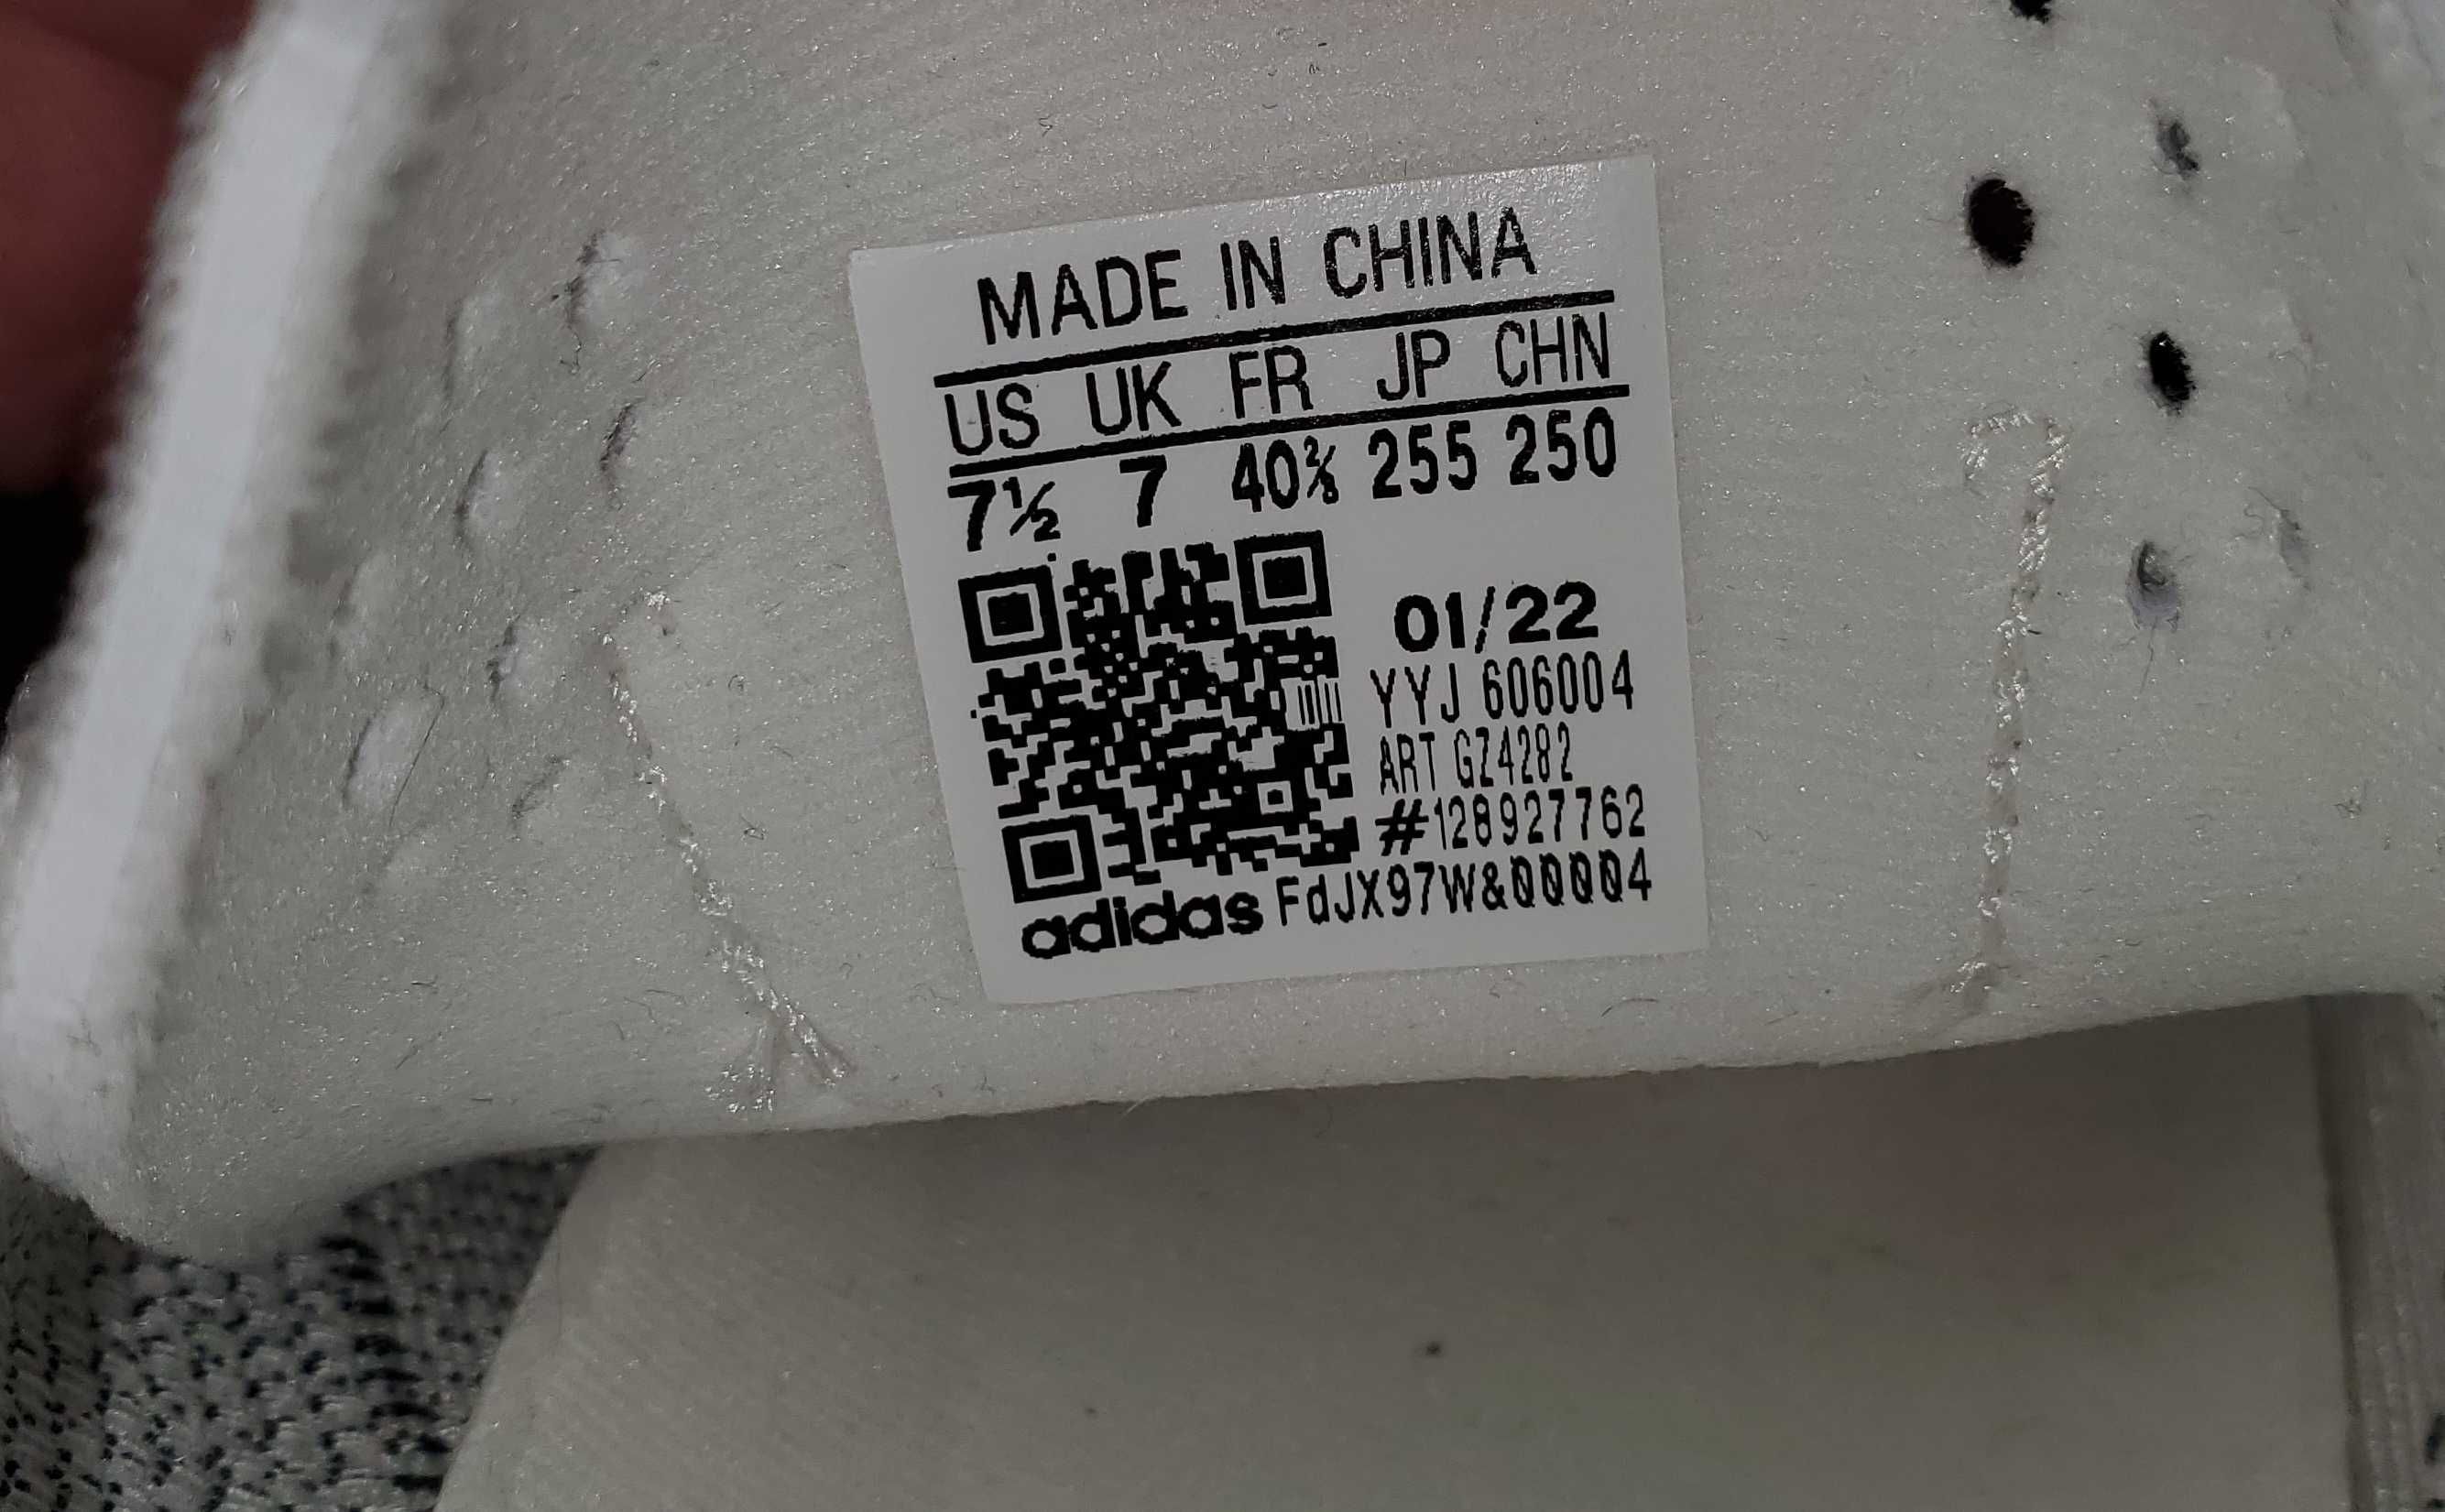 MADE IN CHINA
US UK FR JP CHN
7½ 7 40⅔ 255 250
01/22
YYJ 606004
ART GZ4282
#128927762
adidas FdJX97W&00004